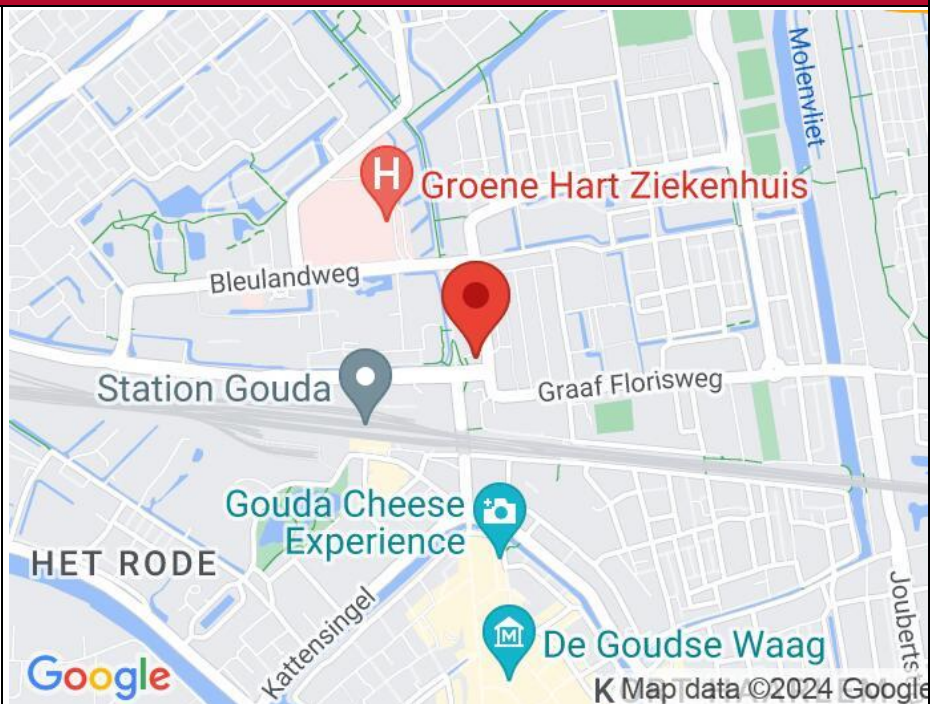 Molenvliet
H
Groene Hart Ziekenhuis
Bleulandweg
Station Gouda
Graaf Florisweg
Gouda Cheese
Experience
HET RODE
Kattensingel
Jouberts
M
De Goudse Waag
Google
K Map data ©2024 Google